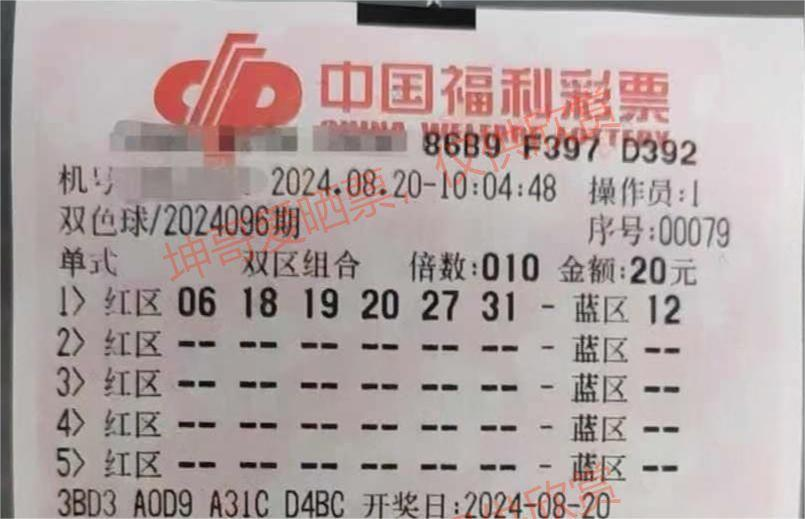 中国福利彩票
CHINA WELFARE LOTTERY
86B9 F397 D392
机号 2024.08.20-10:04:48 操作员:1
双色球/2024096期 序号:00079
单式 双区组合 倍数:010 金额:20元
1> 红区 06 18 19 20 27 31 - 蓝区 12
2> 红区 -- -- -- -- -- -- - 蓝区 --
3> 红区 -- -- -- -- -- -- - 蓝区 --
4> 红区 -- -- -- -- -- -- - 蓝区 --
5> 红区 -- -- -- -- -- -- - 蓝区 --
3BD3 A0D9 A31C D4BC 开奖日:2024-08-20
坤哥爱晒票，仅供欣赏
欣赏